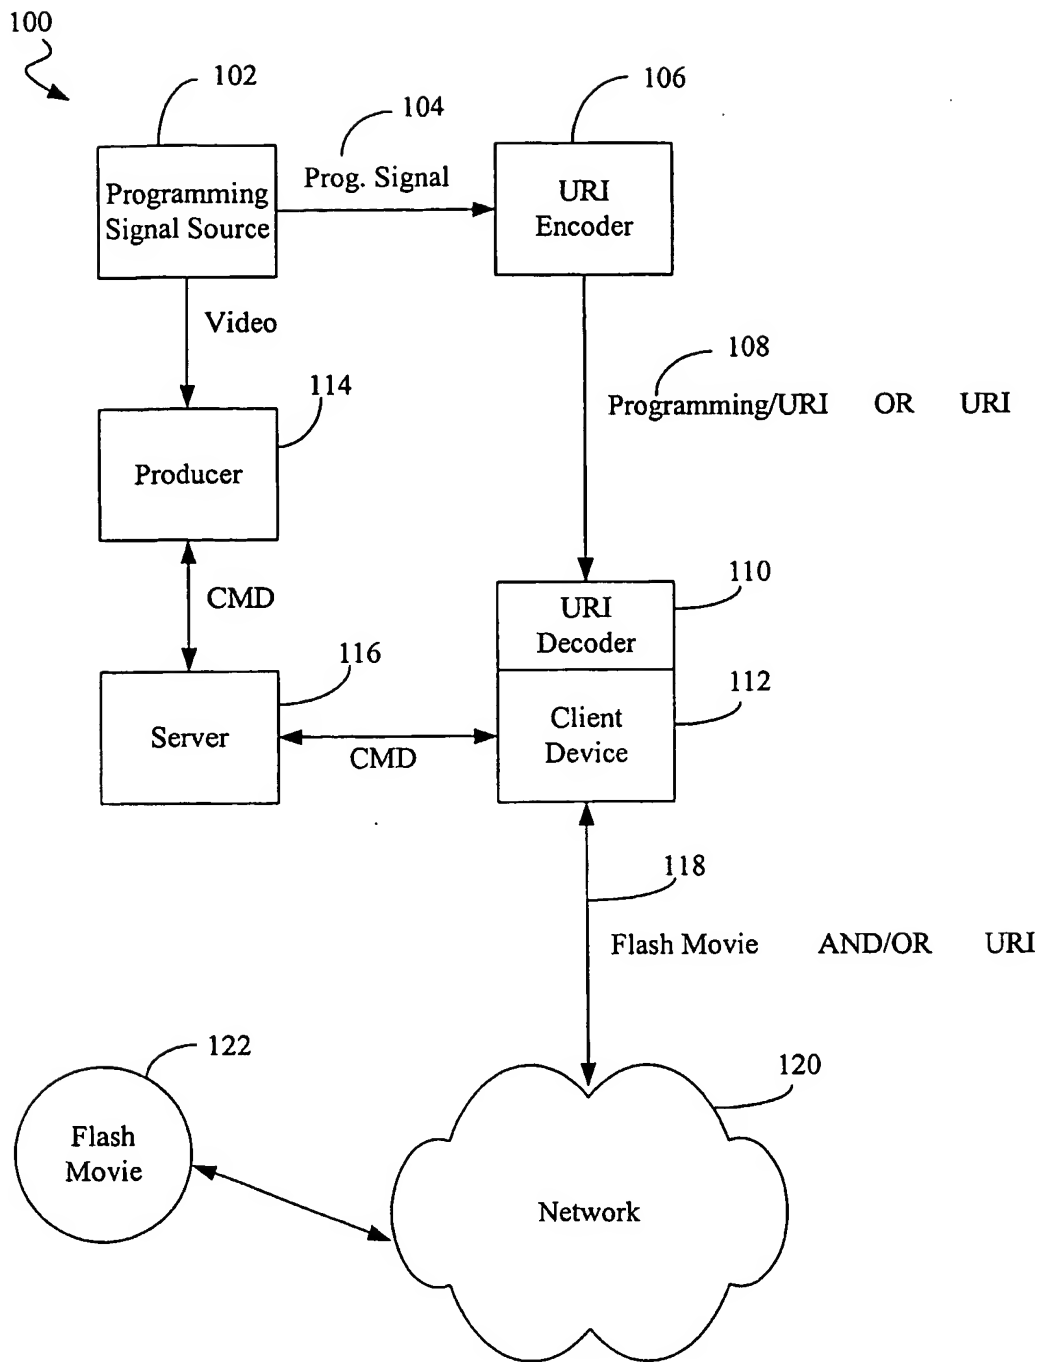 100
102
104
106
Programming
Signal Source
Prog. Signal
URI
Encoder
Video
108
Programming/URI OR URI
114
Producer
CMD
110
URI
Decoder
116
112
Server
CMD
Client
Device
118
Flash Movie AND/OR URI
122
120
Flash
Movie
Network